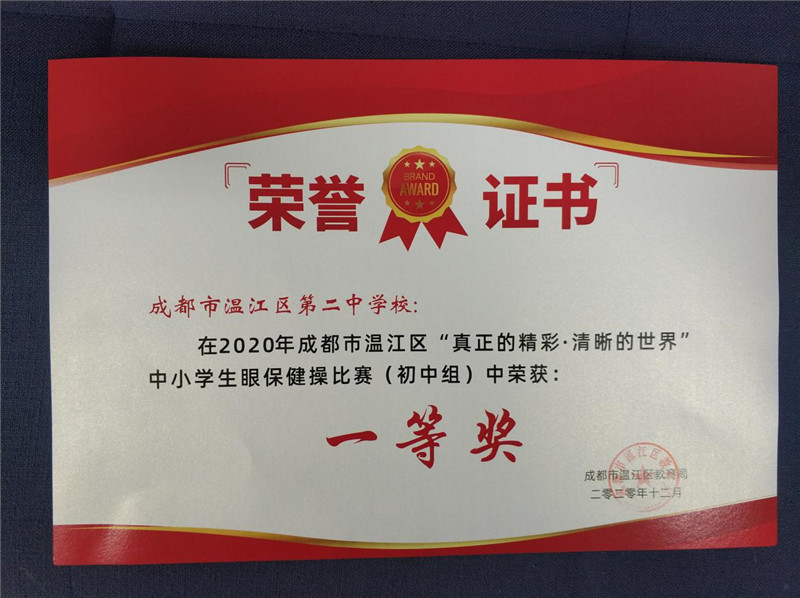 荣誉证书
BRAND
AWARD
成都市温江区第二中学校:
在2020年成都市温江区“真正的精彩·清晰的世界”
中小学生眼保健操比赛(初中组)中荣获:
一等奖
成都市温江区教育局
二零二零年十二月